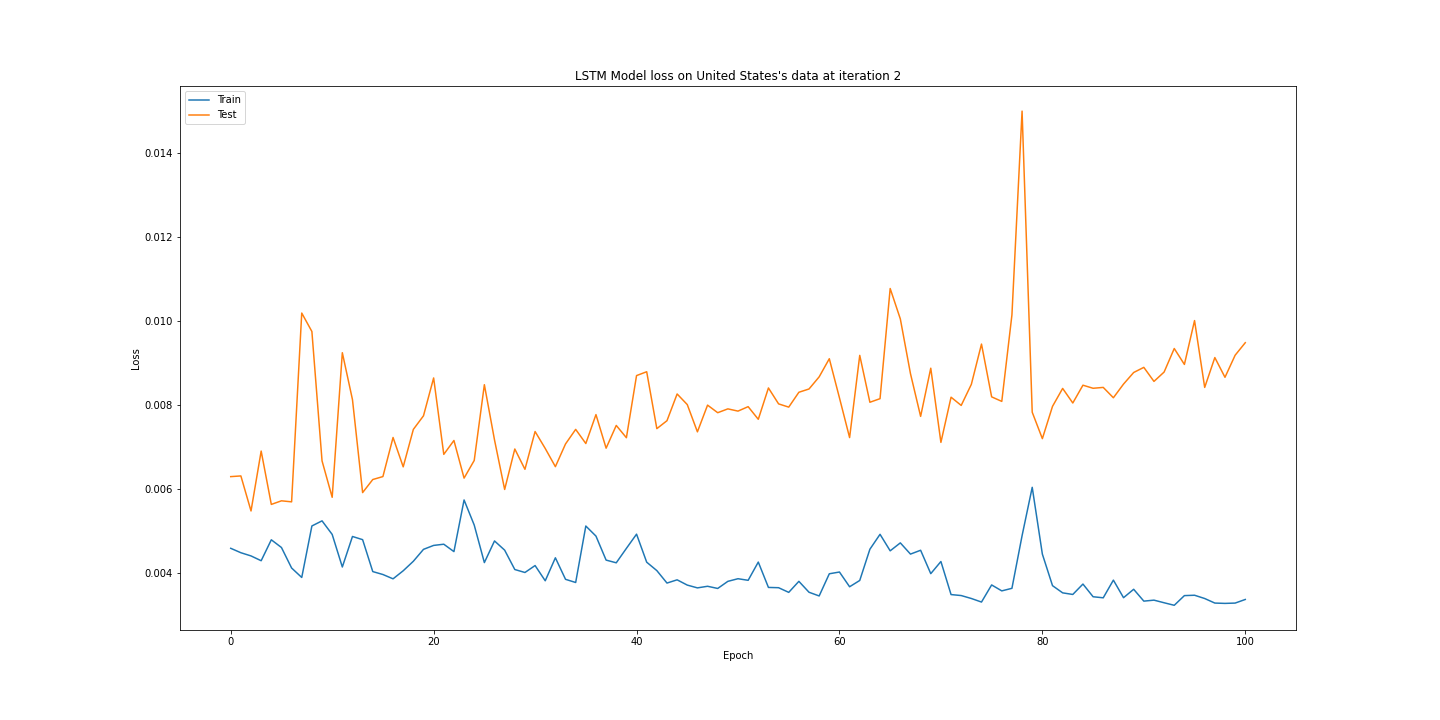 LSTM Model loss on United States's data at iteration 2
Train
Test
0.014
0.012
0.010
0.008
0.006
0.004
Loss
0 20 40 60 80 100
Epoch